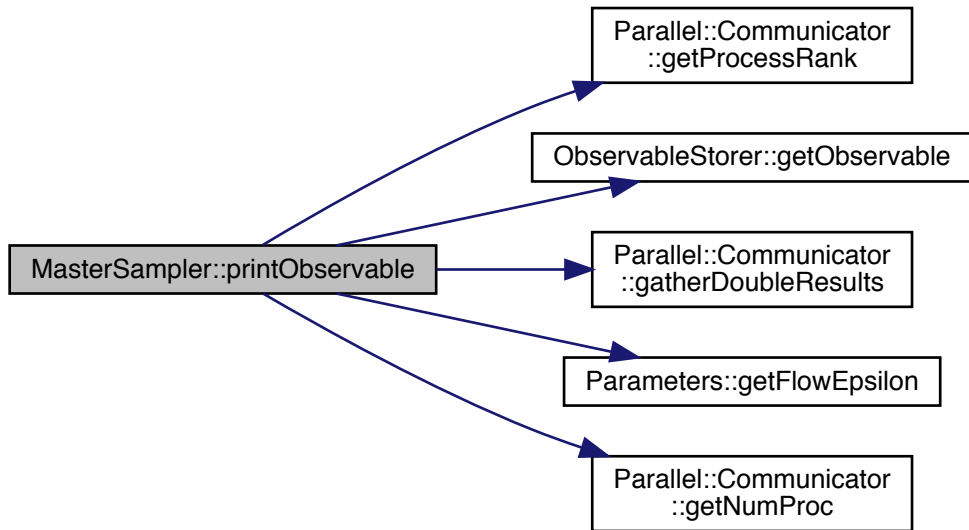 Parallel::Communicator
::getProcessRank
ObservableStorer::getObservable
MasterSampler::printObservable
Parallel::Communicator
::gatherDoubleResults
Parameters::getFlowEpsilon
Parallel::Communicator
::getNumProc